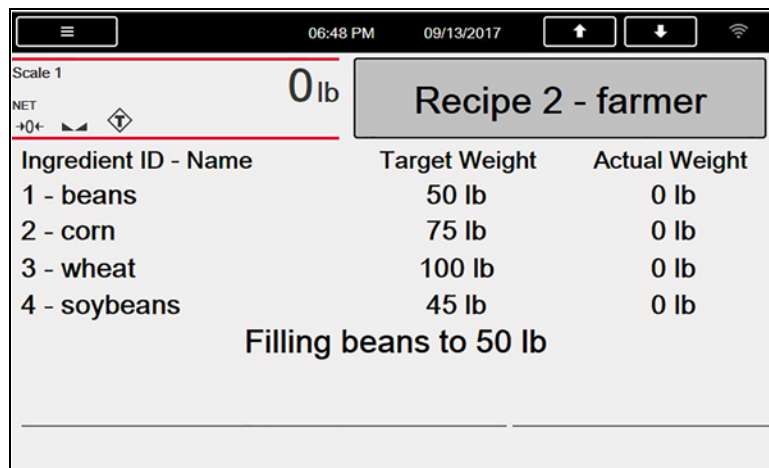 06:48 PM 09/13/2017
Scale 1
0 lb
NET
→0←
T
Recipe 2 - farmer
Ingredient ID - Name Target Weight Actual Weight
1 - beans 50 lb 0 lb
2 - corn 75 lb 0 lb
3 - wheat 100 lb 0 lb
4 - soybeans 45 lb 0 lb
Filling beans to 50 lb